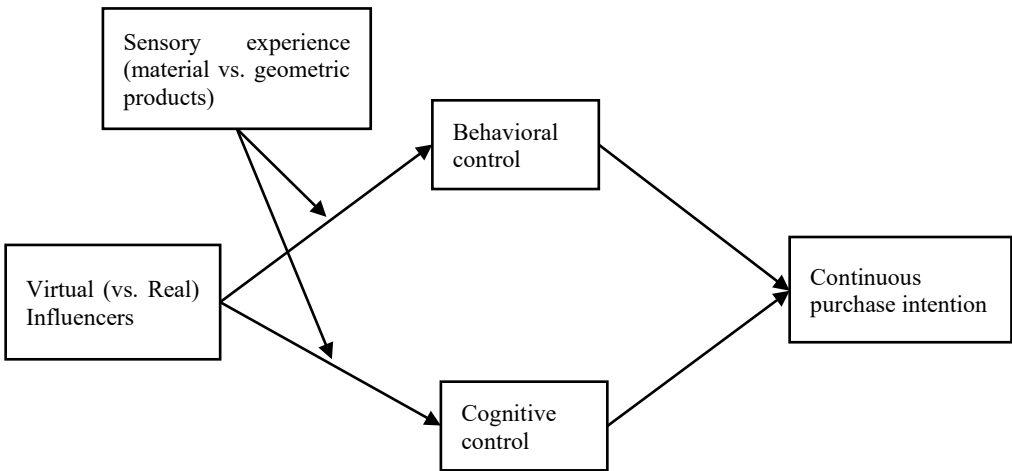 Sensory experience
(material vs. geometric
products)
Behavioral
control
Virtual (vs. Real)
Influencers
Continuous
purchase intention
Cognitive
control